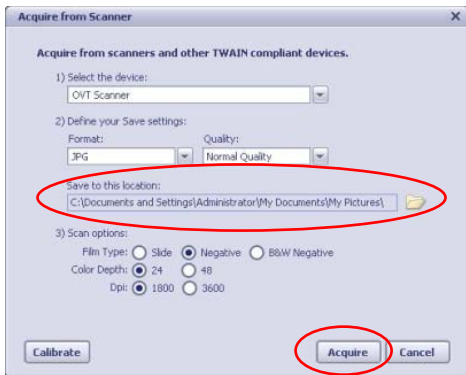 Acquire from Scanner
Acquire from scanners and other TWAIN compliant devices.
1) Select the device:
OVT Scanner
2) Define your Save settings:
Format: Quality:
JPG Normal Quality
Save to this location:
C:\Documents and Settings\Administrator\My Documents\My Pictures\
3) Scan options:
Film Type: Slide Negative B&W Negative
Color Depth: 24 48
Dpi: 1800 3600
Calibrate Acquire Cancel